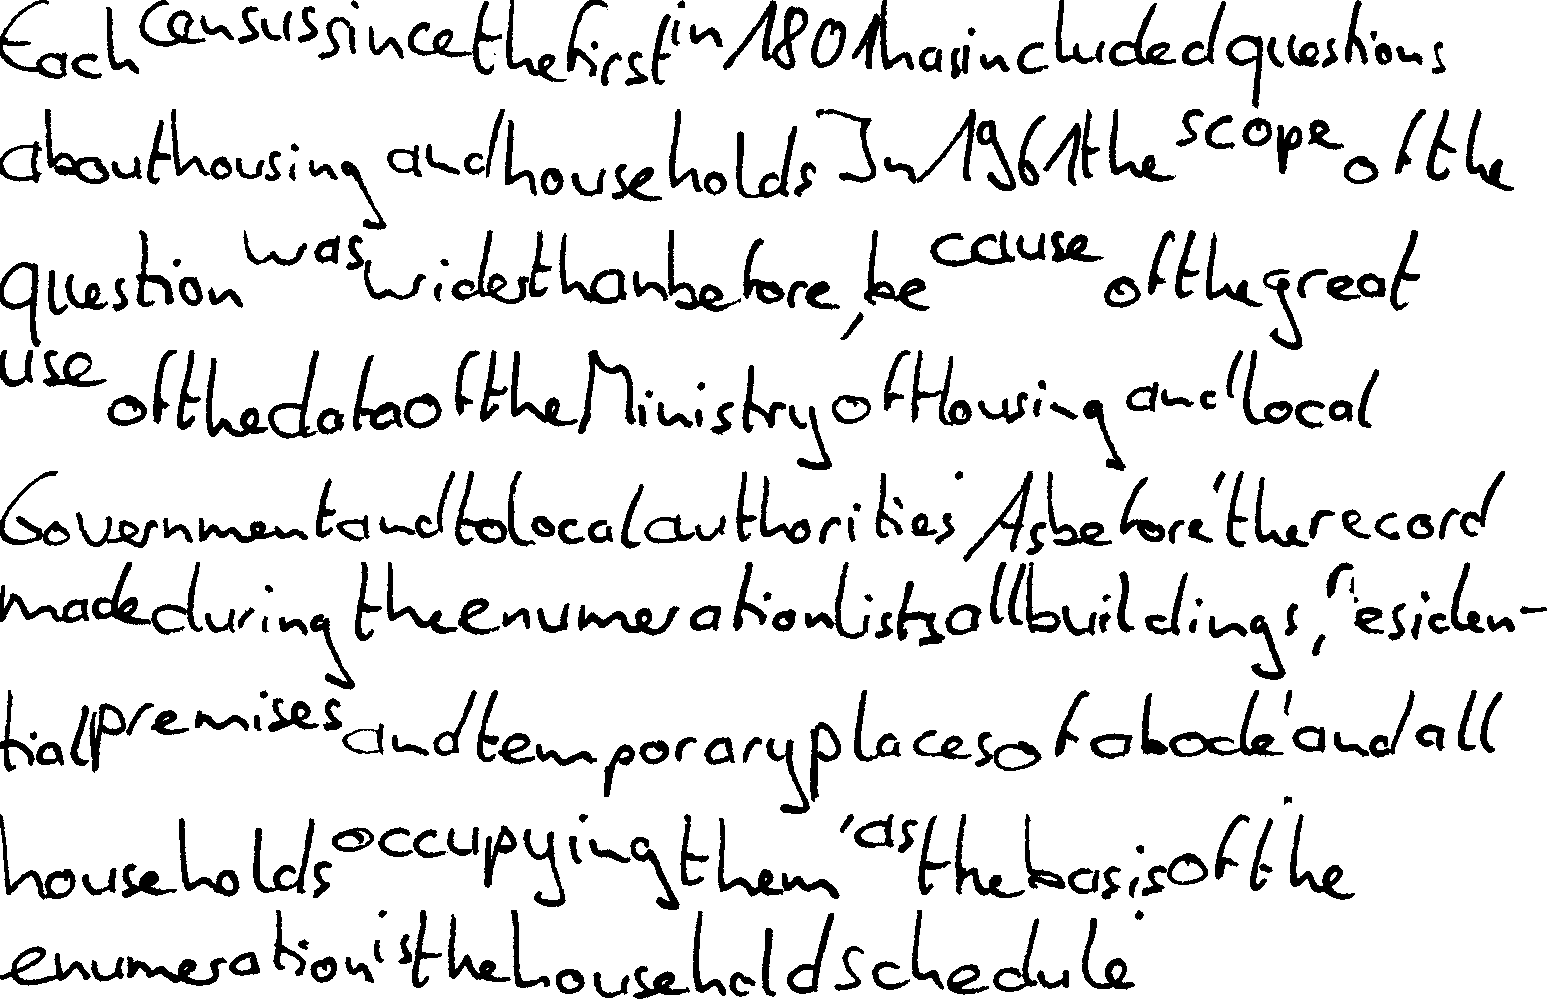 Each census since the first in 1801 has included questions
about housing and households. In 1961 the scope of the
question was wider than before, because of the great
use of the data of the Ministry of Housing and local
Government and to local authorities. As before, the record
made during the enumeration lists all buildings, residen-
tial premises and temporary places of abode, and all
households occupying them, as the basis of the
enumeration is the household schedule.